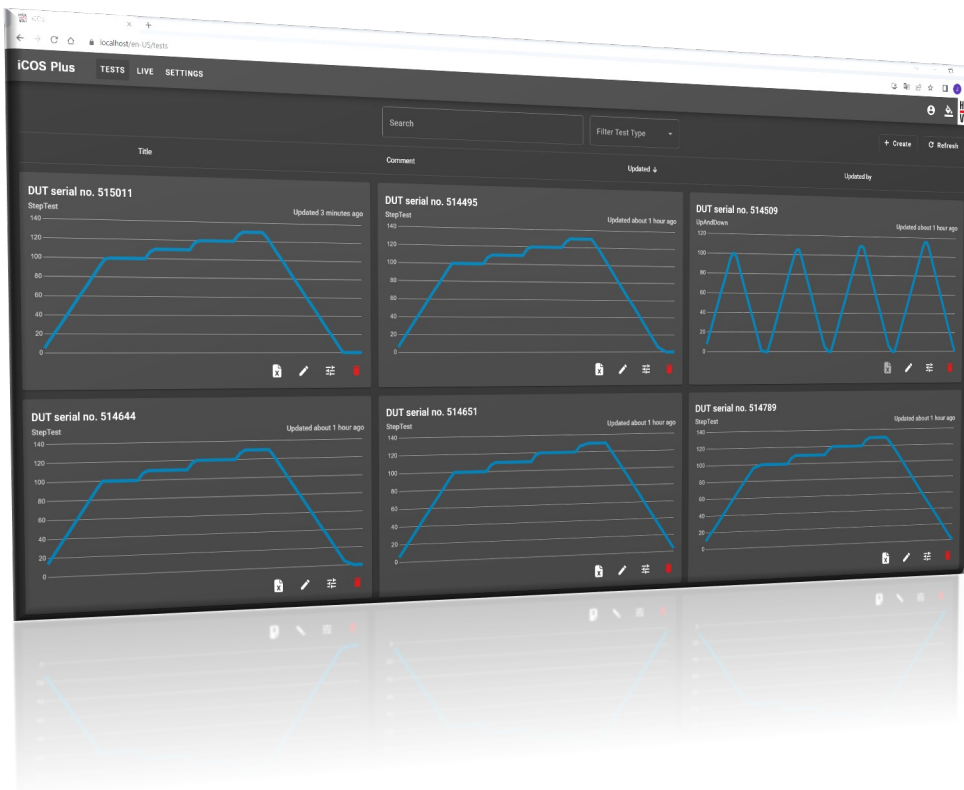 localhost/en-US/tests
iCOS Plus TESTS LIVE SETTINGS
Search
Filter Test Type
+ Create
Refresh
Title
Comment
Updated ↓
Updated by
DUT serial no. 515011
StepTest
Updated 3 minutes ago
140
120
100
80
60
40
20
0
DUT serial no. 514495
StepTest
Updated about 1 hour ago
140
120
100
80
60
40
20
0
DUT serial no. 514509
UpAndDown
Updated about 1 hour ago
120
100
80
60
40
20
0
DUT serial no. 514644
StepTest
Updated about 1 hour ago
140
120
100
80
60
40
20
0
DUT serial no. 514651
StepTest
Updated about 1 hour ago
140
120
100
80
60
40
20
0
DUT serial no. 514789
StepTest
Updated about 1 hour ago
140
120
100
80
60
40
20
0